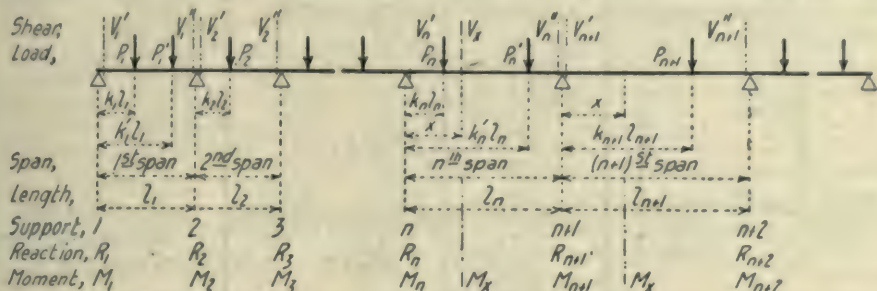 Shear, V₁′ V₁″ V₂′ V₂″ Vₙ′ Vₓ Vₙ″ Vₙ₊₁′ Vₙ₊₁″
Load, P₁ P₁′ P₂ Pₙ Pₙ′ Pₙ₊₁
k₁l₁ k₂l₂ kₙlₙ x
k₁′l₁ x kₙ′lₙ kₙ₊₁lₙ₊₁
Span, 1st span 2nd span nth span (n+1)st span
Length, l₁ l₂ lₙ lₙ₊₁
Support, 1 2 3 n n+1 n+2
Reaction, R₁ R₂ R₃ Rₙ Rₙ₊₁ Rₙ₊₂
Moment, M₁ M₂ M₃ Mₙ Mₓ Mₙ₊₁ Mₓ Mₙ₊₂